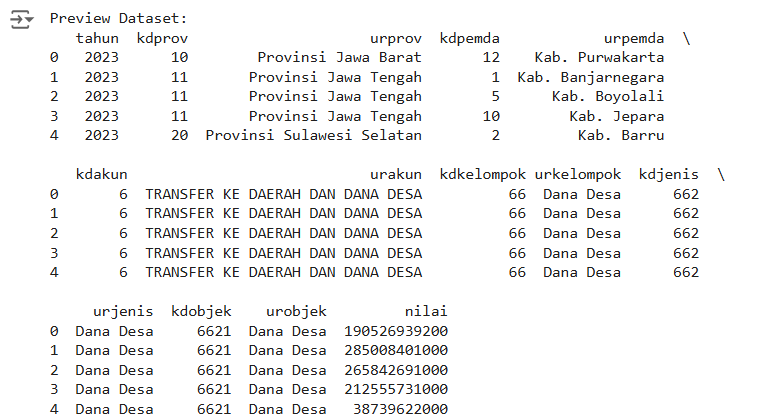 Preview Dataset:
tahun kdprov urprov kdpemda urpemda \
0 2023 10 Provinsi Jawa Barat 12 Kab. Purwakarta
1 2023 11 Provinsi Jawa Tengah 1 Kab. Banjarnegara
2 2023 11 Provinsi Jawa Tengah 5 Kab. Boyolali
3 2023 11 Provinsi Jawa Tengah 10 Kab. Jepara
4 2023 20 Provinsi Sulawesi Selatan 2 Kab. Barru
kdakun urakun kdkelompok urkelompok kdjenis \
0 6 TRANSFER KE DAERAH DAN DANA DESA 66 Dana Desa 662
1 6 TRANSFER KE DAERAH DAN DANA DESA 66 Dana Desa 662
2 6 TRANSFER KE DAERAH DAN DANA DESA 66 Dana Desa 662
3 6 TRANSFER KE DAERAH DAN DANA DESA 66 Dana Desa 662
4 6 TRANSFER KE DAERAH DAN DANA DESA 66 Dana Desa 662
urjenis kdobjek urobjek nilai
0 Dana Desa 6621 Dana Desa 190526939200
1 Dana Desa 6621 Dana Desa 285008401000
2 Dana Desa 6621 Dana Desa 265842691000
3 Dana Desa 6621 Dana Desa 212555731000
4 Dana Desa 6621 Dana Desa 38739622000